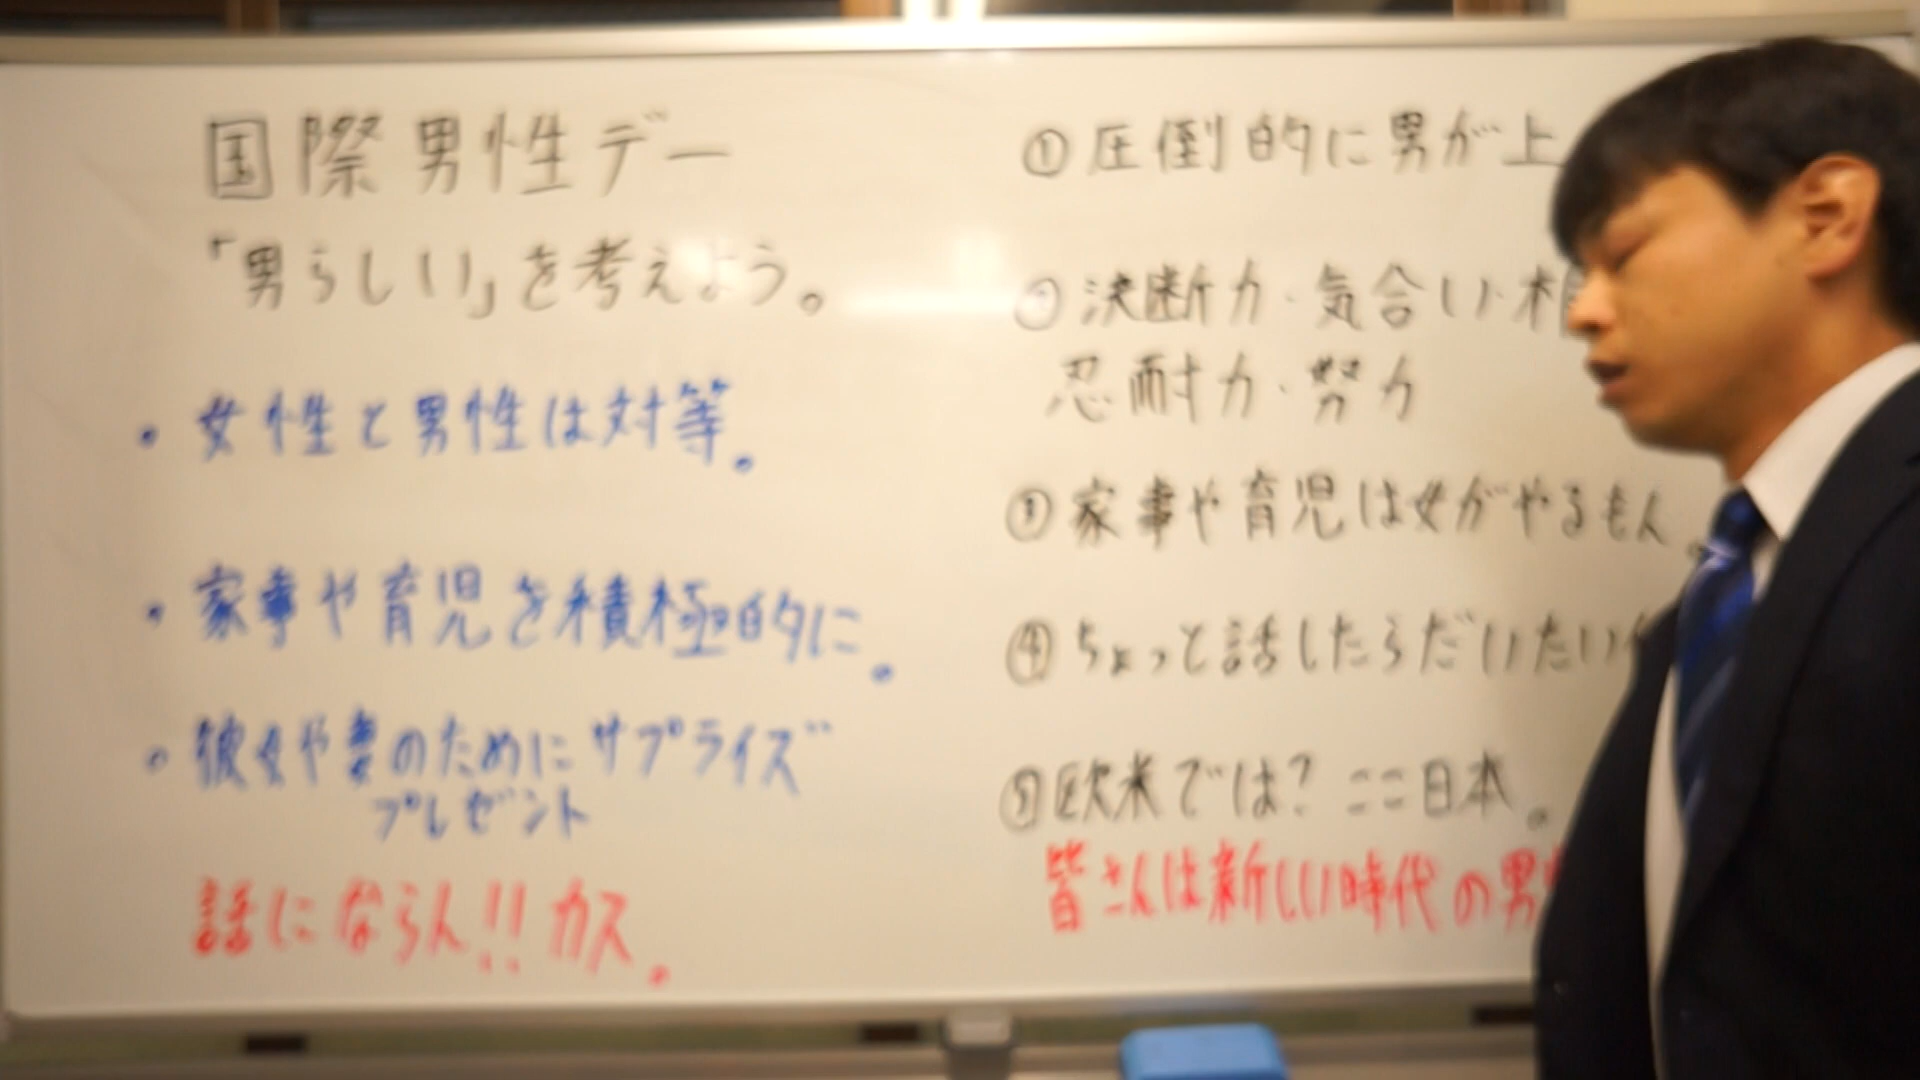 国際男性デー
「男らしい」を考えよう。
・女性と男性は対等。
・家事や育児を積極的に。
・彼女や妻のためにサプライズ
プレゼント
話にならん!!カス。
①圧倒的に男が上
②決断力・気合い・
忍耐力・努力
③家事や育児は女がやるもん。
④ちょっと話したらだいたい
⑤欧米では?ここ日本。
皆さんは新しい時代の男